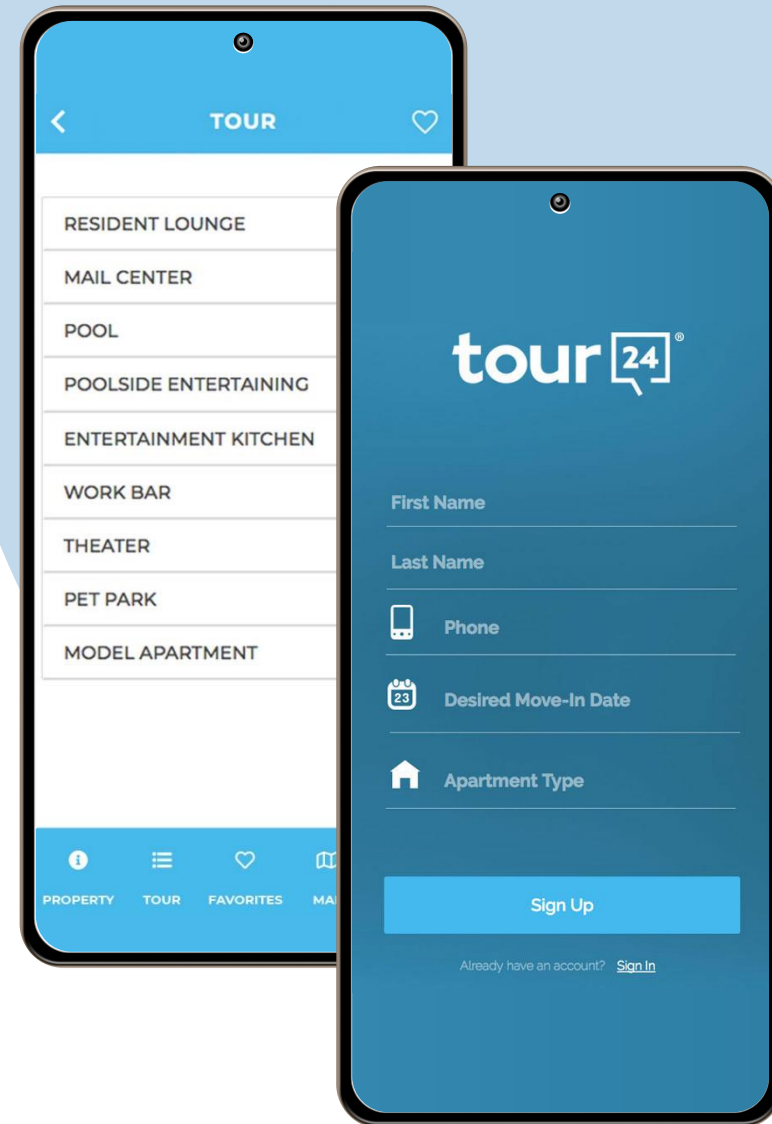 TOUR
RESIDENT LOUNGE
MAIL CENTER
POOL
POOLSIDE ENTERTAINING
ENTERTAINMENT KITCHEN
WORK BAR
THEATER
PET PARK
MODEL APARTMENT
PROPERTY TOUR FAVORITES
tour 24®
First Name
Last Name
Phone
23 Desired Move-In Date
Apartment Type
Sign Up
Already have an account? Sign In